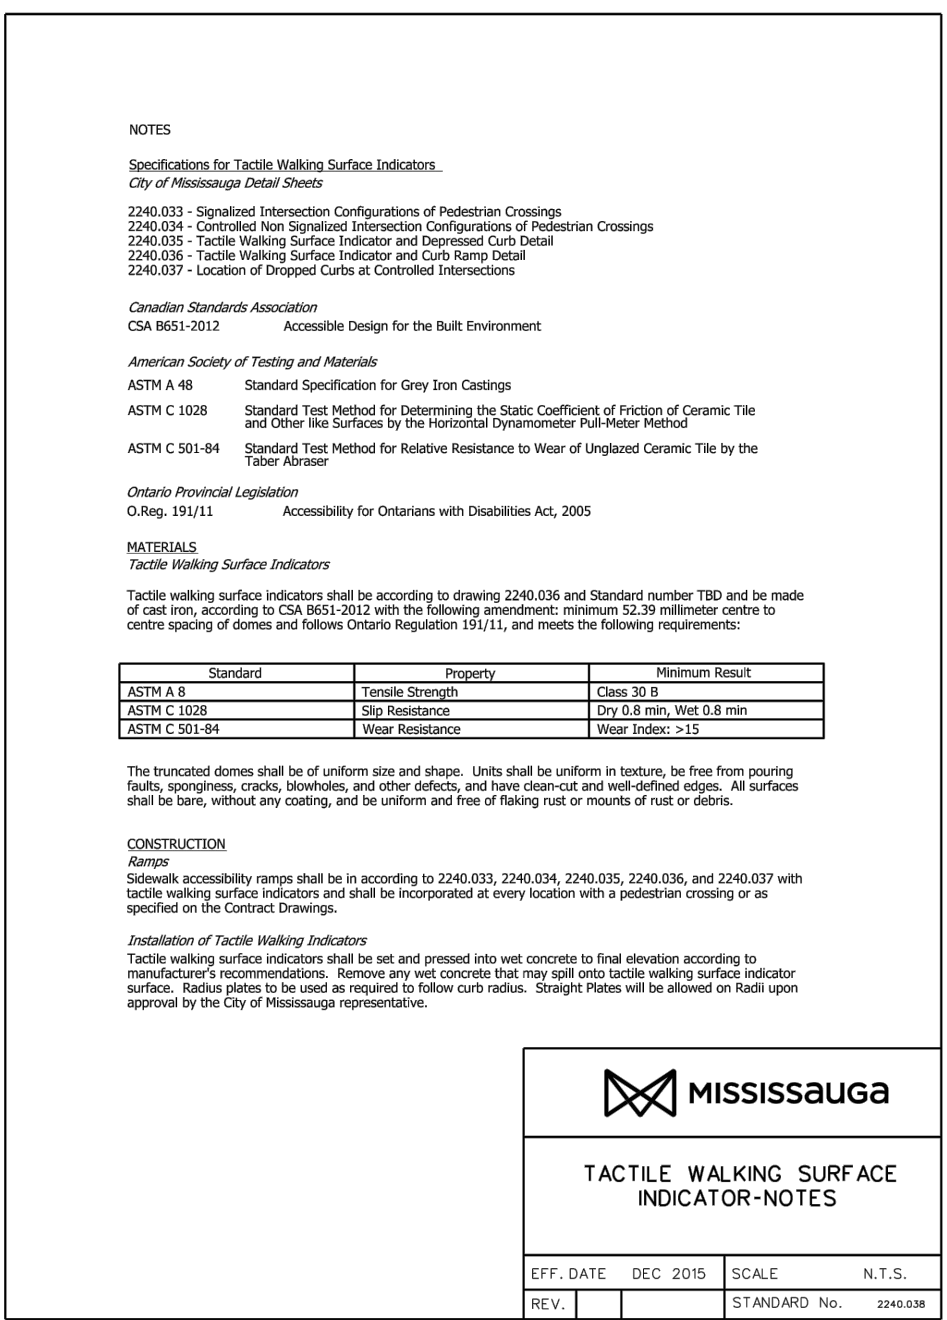 NOTES
Specifications for Tactile Walking Surface Indicators
City of Mississauga Detail Sheets
2240.033 - Signalized Intersection Configurations of Pedestrian Crossings
2240.034 - Controlled Non Signalized Intersection Configurations of Pedestrian Crossings
2240.035 - Tactile Walking Surface Indicator and Depressed Curb Detail
2240.036 - Tactile Walking Surface Indicator and Curb Ramp Detail
2240.037 - Location of Dropped Curbs at Controlled Intersections
Canadian Standards Association
CSA B651-2012 Accessible Design for the Built Environment
American Society of Testing and Materials
ASTM A 48 Standard Specification for Grey Iron Castings
ASTM C 1028 Standard Test Method for Determining the Static Coefficient of Friction of Ceramic Tile
and Other like Surfaces by the Horizontal Dynamometer Pull-Meter Method
ASTM C 501-84 Standard Test Method for Relative Resistance to Wear of Unglazed Ceramic Tile by the
Taber Abraser
Ontario Provincial Legislation
O.Reg. 191/11 Accessibility for Ontarians with Disabilities Act, 2005
MATERIALS
Tactile Walking Surface Indicators
Tactile walking surface indicators shall be according to drawing 2240.036 and Standard number TBD and be made
of cast iron, according to CSA B651-2012 with the following amendment: minimum 52.39 millimeter centre to
centre spacing of domes and follows Ontario Regulation 191/11, and meets the following requirements:
Standard Property Minimum Result
ASTM A 8 Tensile Strength Class 30 B
ASTM C 1028 Slip Resistance Dry 0.8 min, Wet 0.8 min
ASTM C 501-84 Wear Resistance Wear Index: >15
The truncated domes shall be of uniform size and shape. Units shall be uniform in texture, be free from pouring
faults, sponginess, cracks, blowholes, and other defects, and have clean-cut and well-defined edges. All surfaces
shall be bare, without any coating, and be uniform and free of flaking rust or mounts of rust or debris.
CONSTRUCTION
Ramps
Sidewalk accessibility ramps shall be in according to 2240.033, 2240.034, 2240.035, 2240.036, and 2240.037 with
tactile walking surface indicators and shall be incorporated at every location with a pedestrian crossing or as
specified on the Contract Drawings.
Installation of Tactile Walking Indicators
Tactile walking surface indicators shall be set and pressed into wet concrete to final elevation according to
manufacturer's recommendations. Remove any wet concrete that may spill onto tactile walking surface indicator
surface. Radius plates to be used as required to follow curb radius. Straight Plates will be allowed on Radii upon
approval by the City of Mississauga representative.
MISSISSauGa
TACTILE WALKING SURFACE
INDICATOR-NOTES
EFF. DATE DEC 2015 SCALE N.T.S.
REV. STANDARD No. 2240.038